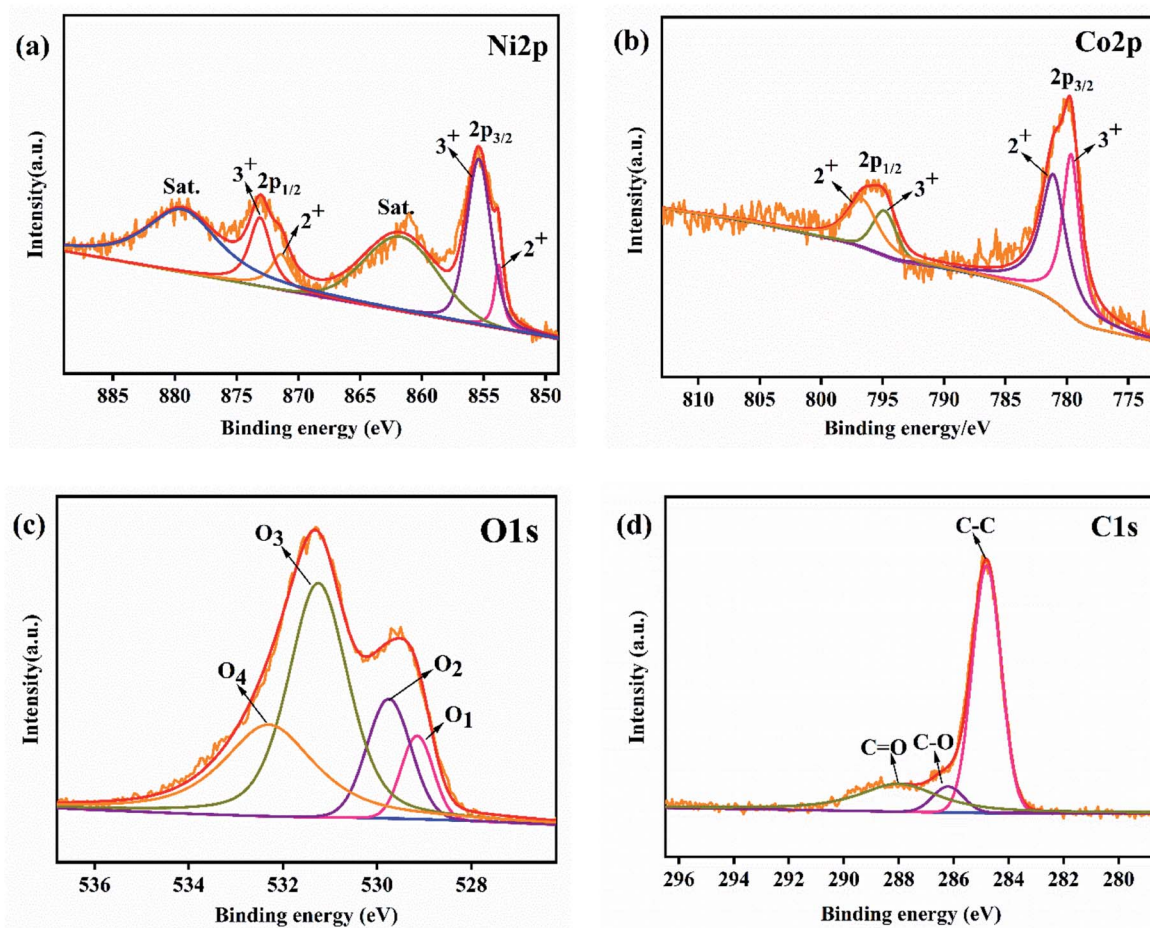 (a)
Ni2p
Sat.
3⁺
2p₁/₂
2⁺
Sat.
3⁺
2p₃/₂
2⁺
Intensity(a.u.)
885 880 875 870 865 860 855 850
Binding energy (eV)
(b)
Co2p
2p₃/₂
2⁺
3⁺
2⁺
2p₁/₂
3⁺
Intensity(a.u.)
810 805 800 795 790 785 780 775
Binding energy/eV
(c)
O1s
O₃
O₄
O₂
O₁
Intensity(a.u.)
536 534 532 530 529 528
Binding energy (eV)
(d)
C1s
C-C
C=O
C-O
Intensity(a.u.)
296 294 292 290 288 286 284 282 280
Binding energy (eV)